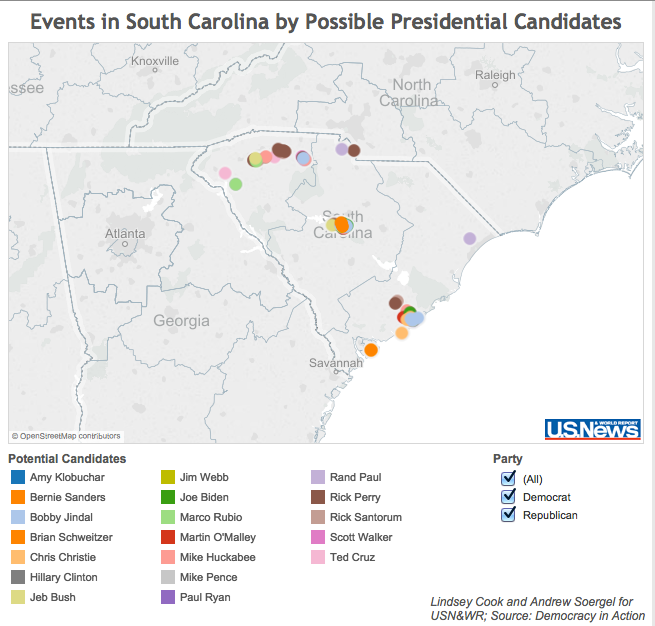 Events in South Carolina by Possible Presidential Candidates
Knoxville
Raleigh
North
Carolina
ssee
South
Carolina
Atlanta
Georgia
Savannah
© OpenStreetMap contributors
U.S.News
& WORLD REPORT
Potential Candidates
Amy Klobuchar
Bernie Sanders
Bobby Jindal
Brian Schweitzer
Chris Christie
Hillary Clinton
Jeb Bush
Jim Webb
Joe Biden
Marco Rubio
Martin O'Malley
Mike Huckabee
Mike Pence
Paul Ryan
Rand Paul
Rick Perry
Rick Santorum
Scott Walker
Ted Cruz
Party
(All)
Democrat
Republican
Lindsey Cook and Andrew Soergel for
USN&WR; Source: Democracy in Action